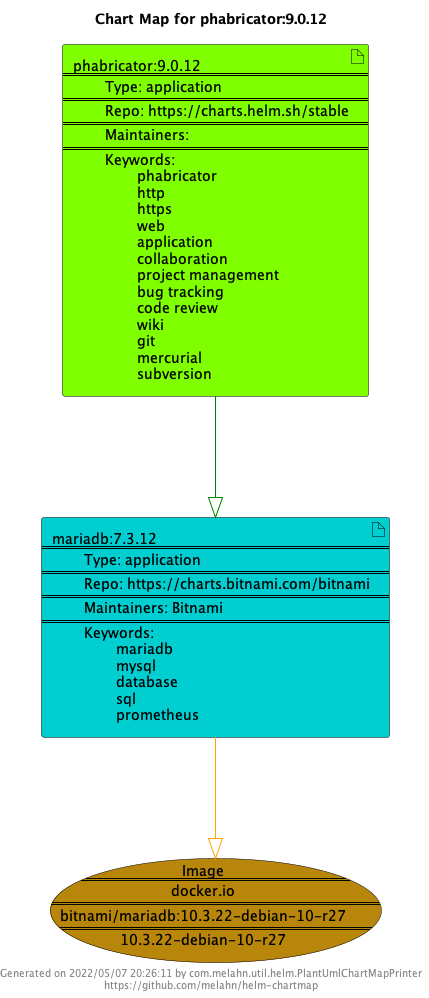 Chart Map for phabricator:9.0.12
phabricator:9.0.12
Type: application
Repo: https://charts.helm.sh/stable
Maintainers:
Keywords:
phabricator
http
https
web
application
collaboration
project management
bug tracking
code review
wiki
git
mercurial
subversion
mariadb:7.3.12
Type: application
Repo: https://charts.bitnami.com/bitnami
Maintainers: Bitnami
Keywords:
mariadb
mysql
database
sql
prometheus
Image
docker.io
bitnami/mariadb:10.3.22-debian-10-r27
10.3.22-debian-10-r27
Generated on 2022/05/07 20:26:11 by com.melahn.util.helm.PlantUmlChartMapPrinter
https://github.com/melahn/helm-chartmap